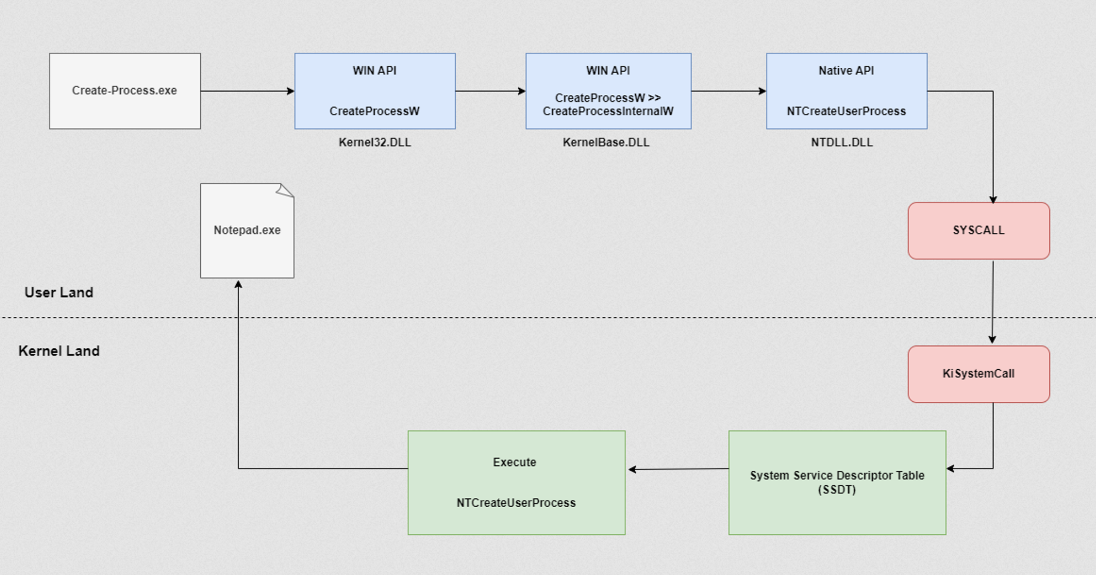 Create-Process.exe
WIN API
CreateProcessW
Kernel32.DLL
WIN API
CreateProcessW >>
CreateProcessInternalW
KernelBase.DLL
Native API
NTCreateUserProcess
NTDLL.DLL
Notepad.exe
SYSCALL
User Land
Kernel Land
KiSystemCall
Execute
NTCreateUserProcess
System Service Descriptor Table
(SSDT)